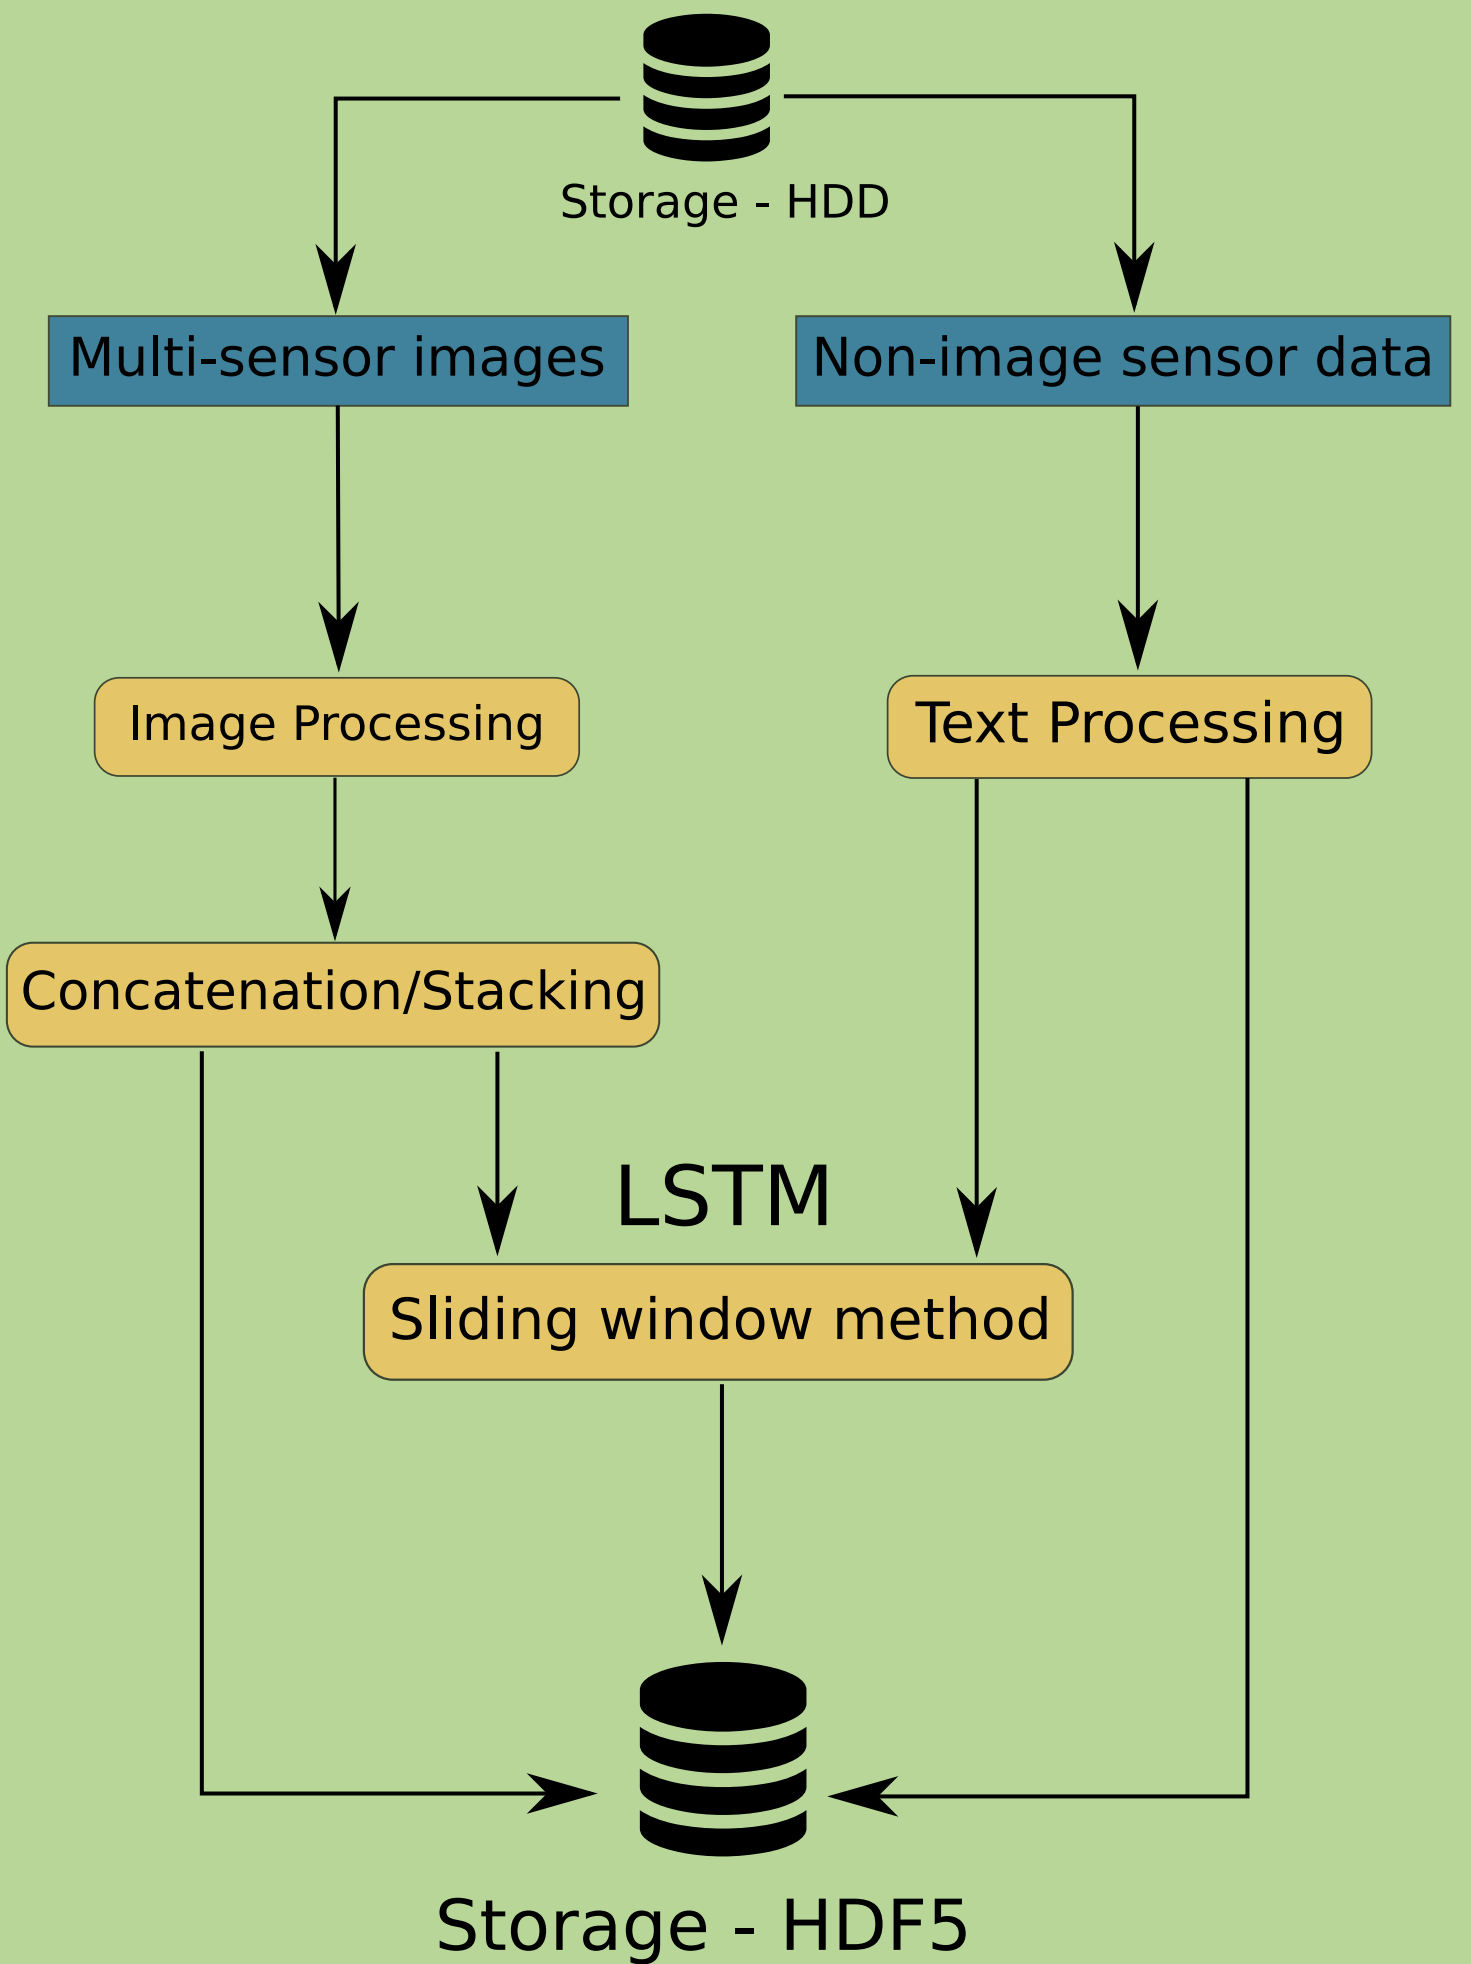 Storage - HDD
Multi-sensor images
Non-image sensor data
Image Processing
Text Processing
Concatenation/Stacking
LSTM
Sliding window method
Storage - HDF5